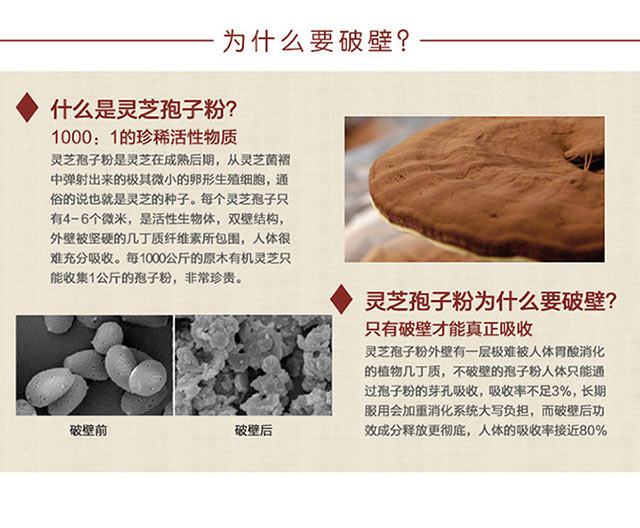 为什么要破壁?
什么是灵芝孢子粉?
1000：1的珍稀活性物质
灵芝孢子粉是灵芝在成熟后期，从灵芝菌褶
中弹射出来的极其微小的卵形生殖细胞，通
俗的说也就是灵芝的种子。每个灵芝孢子只
有4-6个微米，是活性生物体，双壁结构，
外壁被坚硬的几丁质纤维素所包围，人体很
难充分吸收。每1000公斤的原木有机灵芝只
能收集1公斤的孢子粉，非常珍贵。
破壁前
破壁后
灵芝孢子粉为什么要破壁?
只有破壁才能真正吸收
灵芝孢子粉外壁有一层极难被人体胃酸消化
的植物几丁质，不破壁的孢子粉人体只能通
过孢子粉的芽孔吸收，吸收率不足3%，长期
服用会加重消化系统大写负担，而破壁后功
效成分释放更彻底，人体的吸收率接近80%